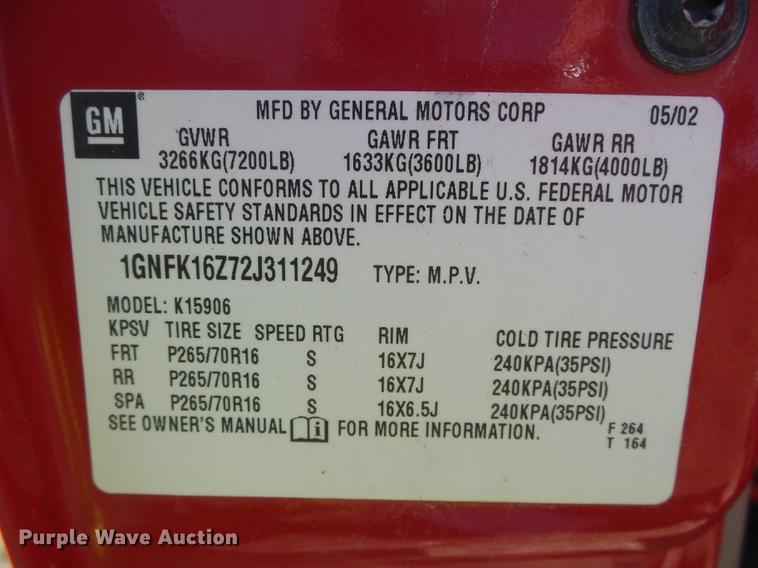 GM MFD BY GENERAL MOTORS CORP 05/02
GVWR GAWR FRT GAWR RR
3266KG(7200LB) 1633KG(3600LB) 1814KG(4000LB)
THIS VEHICLE CONFORMS TO ALL APPLICABLE U.S. FEDERAL MOTOR
VEHICLE SAFETY STANDARDS IN EFFECT ON THE DATE OF
MANUFACTURE SHOWN ABOVE.
1GNFK16Z72J311249 TYPE: M.P.V.
MODEL: K15906
KPSV TIRE SIZE SPEED RTG RIM COLD TIRE PRESSURE
FRT P265/70R16 S 16X7J 240KPA(35PSI)
RR P265/70R16 S 16X7J 240KPA(35PSI)
SPA P265/70R16 S 16X6.5J 240KPA(35PSI)
SEE OWNER'S MANUAL i FOR MORE INFORMATION. F 264
T 164
Purple Wave Auction